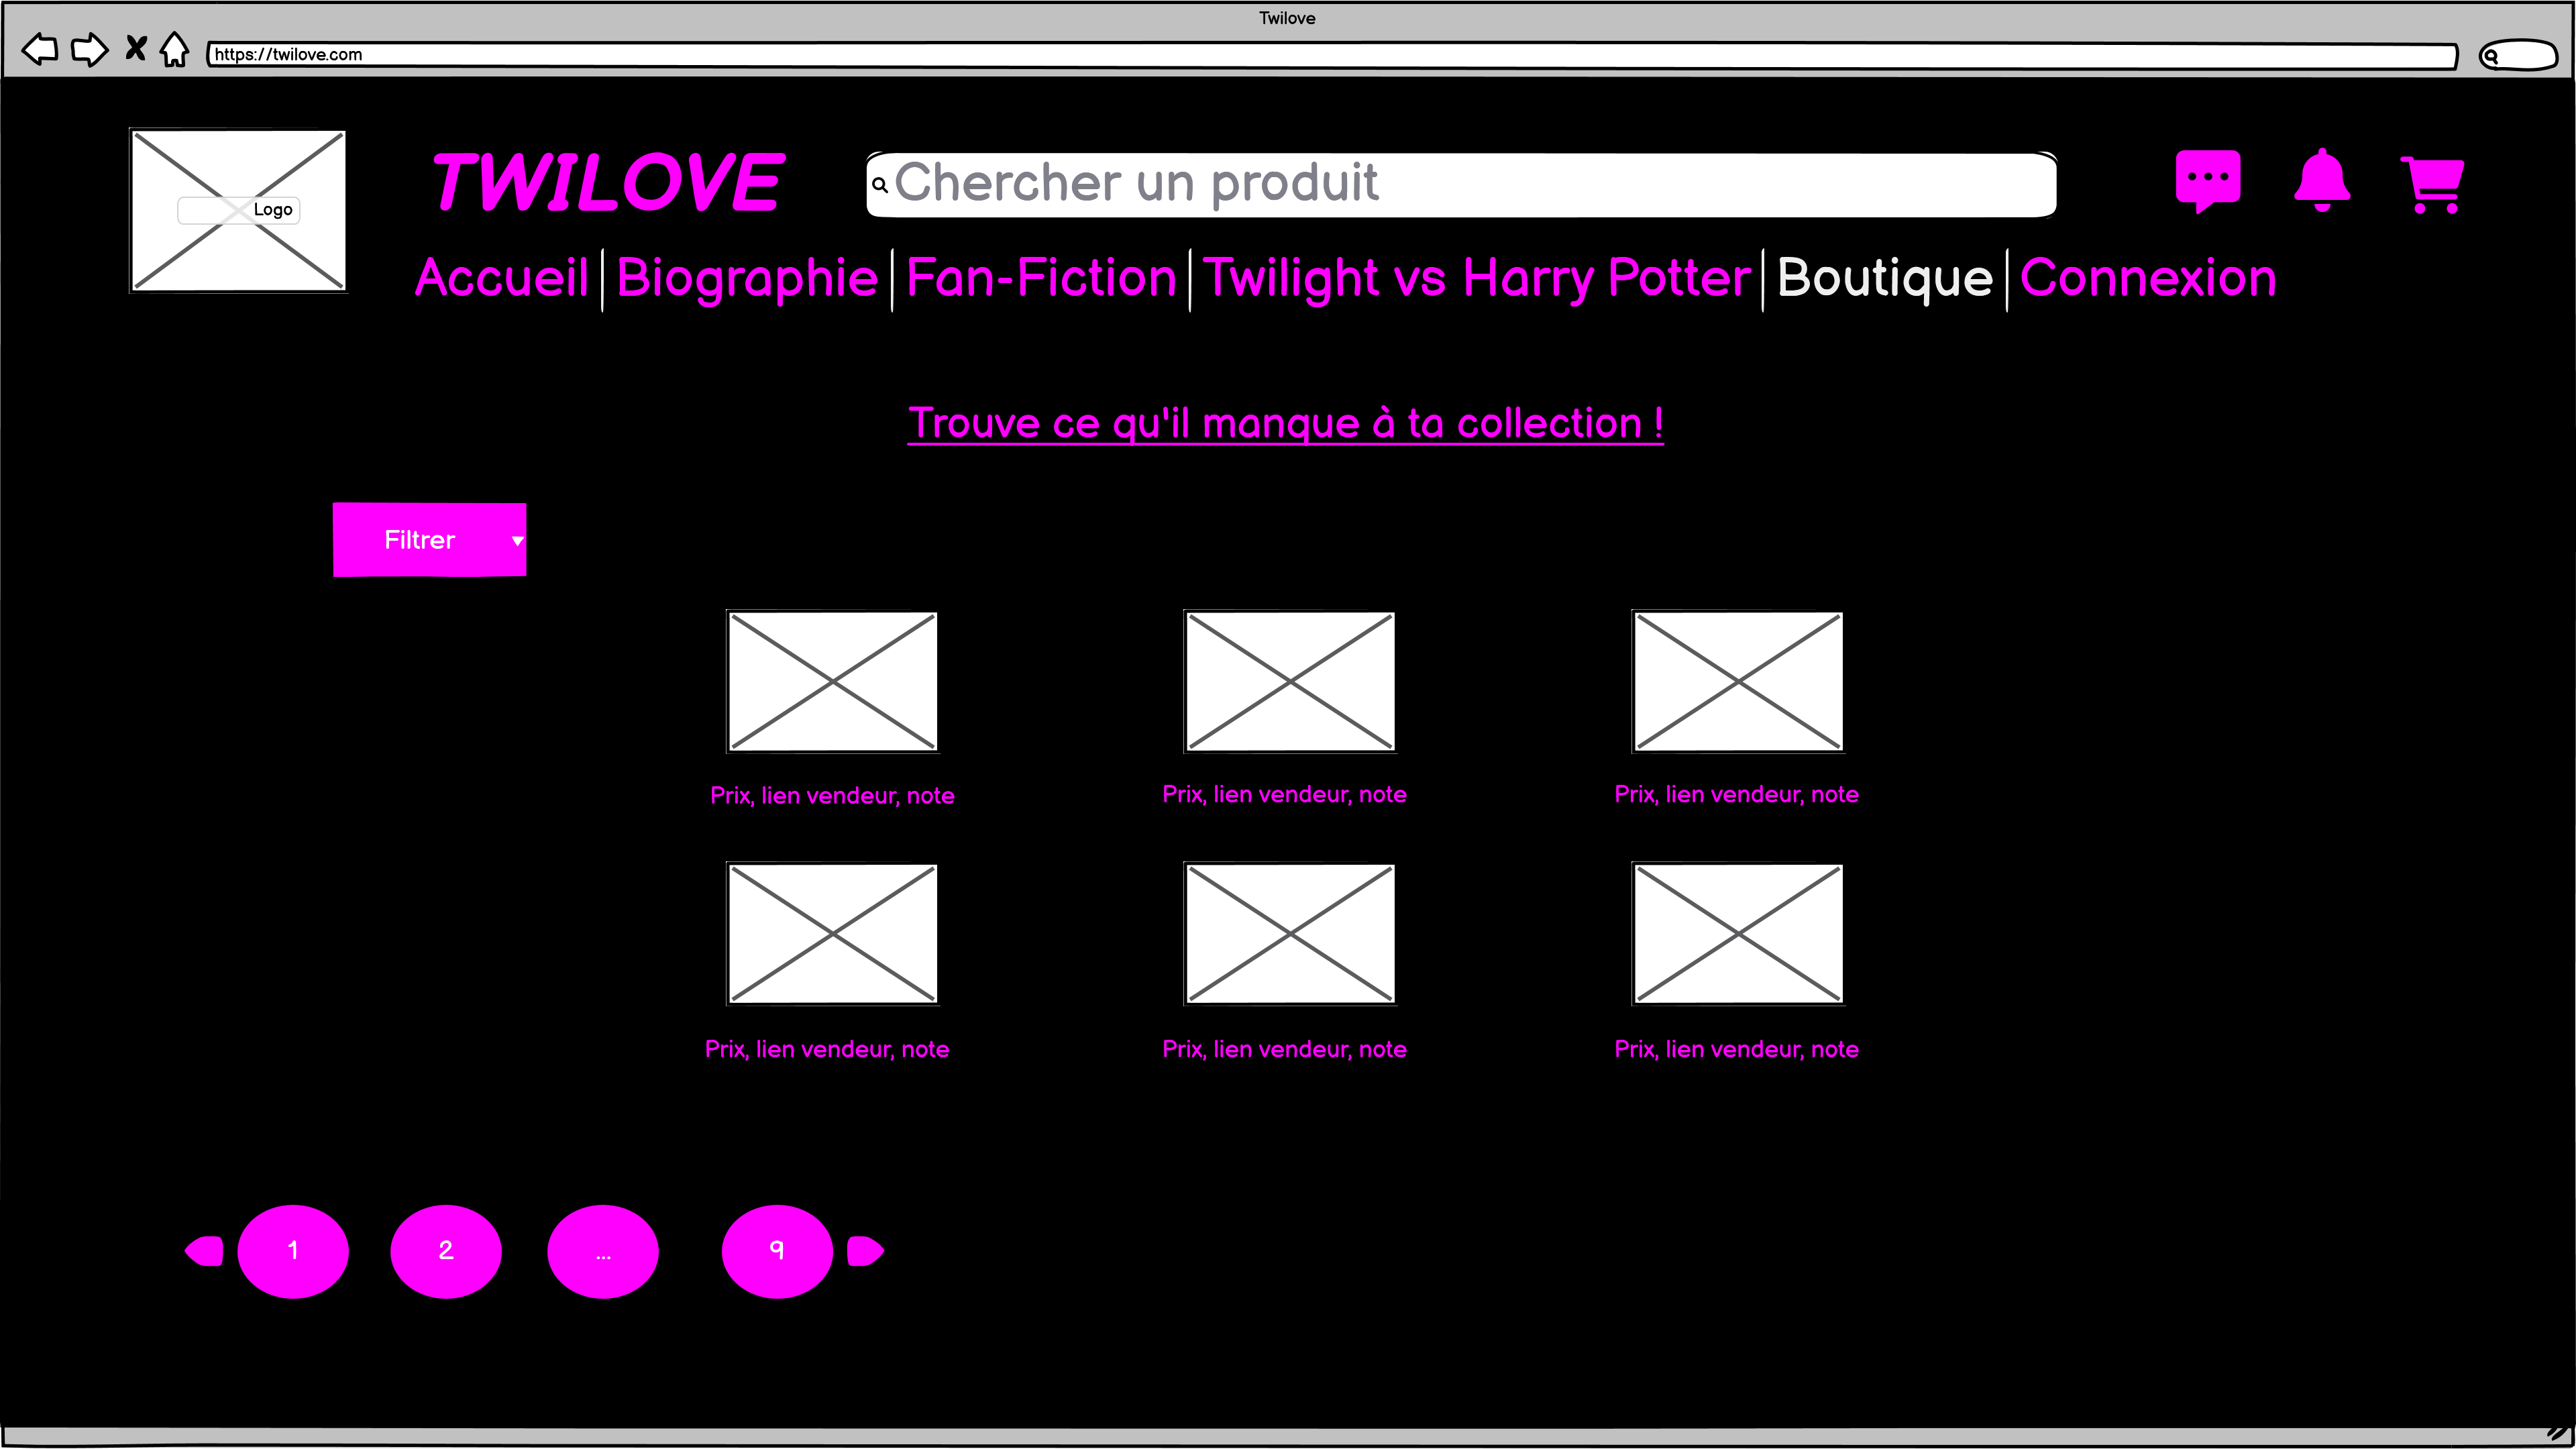 Twilove
https://twilove.com
Logo
TWILOVE
Chercher un produit
Accueil Biographie Fan-Fiction Twilight vs Harry Potter Boutique Connexion
Trouve ce qu'il manque à ta collection !
Filtrer
Prix, lien vendeur, note
Prix, lien vendeur, note
Prix, lien vendeur, note
Prix, lien vendeur, note
Prix, lien vendeur, note
Prix, lien vendeur, note
1 2 ... 9